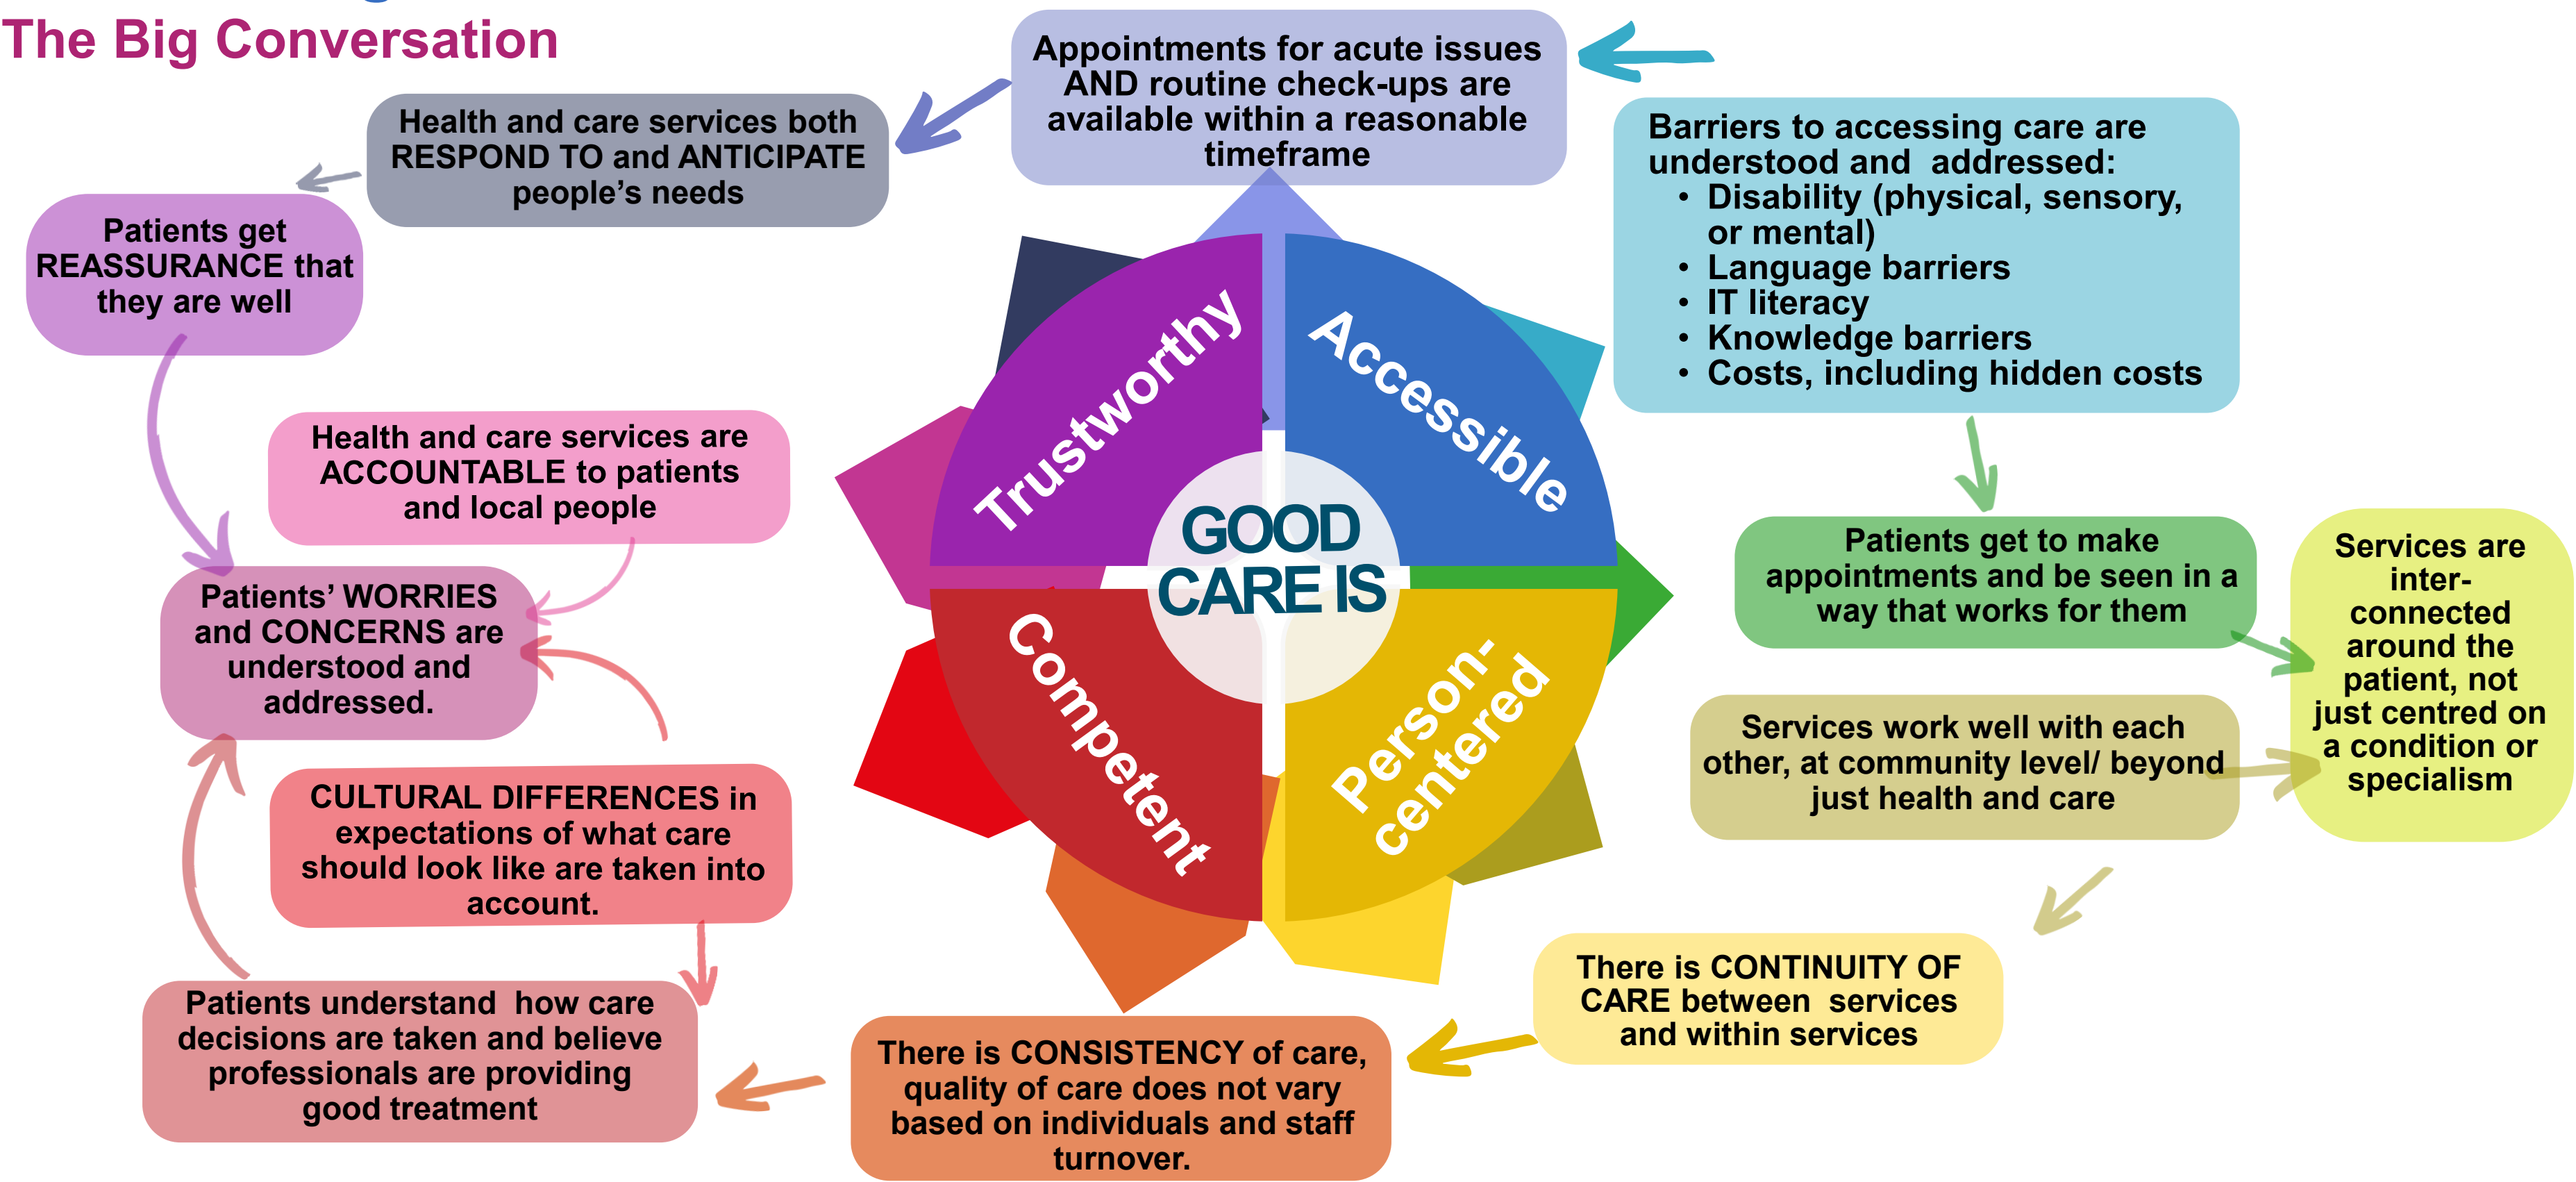 The Big Conversation
Appointments for acute issues
AND routine check-ups are
available within a reasonable
timeframe
Health and care services both
RESPOND TO and ANTICIPATE
people’s needs
Patients get
REASSURANCE that
they are well
Barriers to accessing care are
understood and  addressed:
• Disability (physical, sensory,
or mental)
• Language barriers
• IT literacy
• Knowledge barriers
• Costs, including hidden costs
Health and care services are
ACCOUNTABLE to patients
and local people
Trustworthy
Accessible
GOOD
CARE IS
Competent
Person-
centered
Patients get to make
appointments and be seen in a
way that works for them
Services are
inter-
connected
around the
patient, not
just centred on
a condition or
specialism
Patients’ WORRIES
and CONCERNS are
understood and
addressed.
Services work well with each
other, at community level/ beyond
just health and care
CULTURAL DIFFERENCES in
expectations of what care
should look like are taken into
account.
There is CONTINUITY OF
CARE between  services
and within services
Patients understand  how care
decisions are taken and believe
professionals are providing
good treatment
There is CONSISTENCY of care,
quality of care does not vary
based on individuals and staff
turnover.